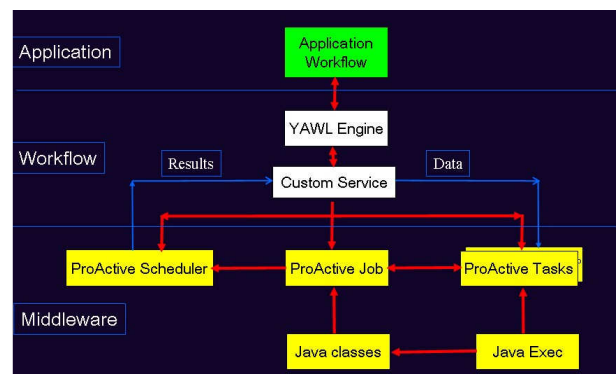 Application
Application
Workflow
YAWL Engine
Workflow
Results
Data
Custom Service
ProActive Scheduler
ProActive Job
ProActive Tasks
Middleware
Java classes
Java Exec